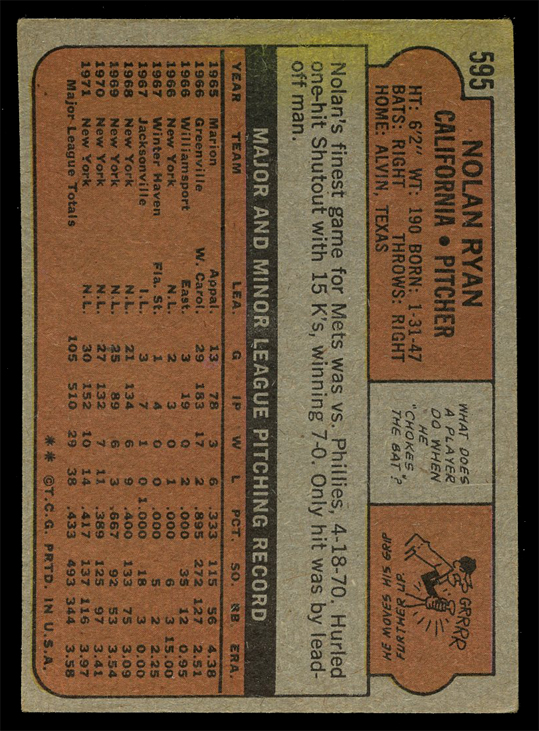 595
NOLAN RYAN
CALIFORNIA • PITCHER
HT: 6'2" WT: 190 BORN: 1-31-47
BATS: RIGHT THROWS: RIGHT
HOME: ALVIN, TEXAS
WHAT DOES
A PLAYER
DO WHEN
HE
"CHOKES"
THE BAT?
GRRRR
HE MOVES HIS GRIP
FURTHER UP
Nolan's finest game for Mets was vs. Phillies, 4-18-70. Hurled
one-hit Shutout with 15 K's, winning 7-0. Only hit was by lead-
off man.
MAJOR AND MINOR LEAGUE PITCHING RECORD
YEAR TEAM LEA. G IP W L PCT. SO. BB ERA.
1965 Marion Appal. 13 78 3 6 .333 115 56 4.38
1966 Greenville W. Carol. 29 183 17 2 .895 272 127 2.51
1966 Williamsport East. 3 19 0 2 .000 35 12 0.95
1966 New York N.L. 2 3 0 1 .000 6 3 15.00
1967 Winter Haven Fla. St. 1 4 0 0 .000 5 2 2.25
1967 Jacksonville I.L. 3 7 1 0 1.000 18 3 0.00
1968 New York N.L. 21 134 6 9 .400 133 75 3.09
1969 New York N.L. 25 89 6 3 .667 92 53 3.54
1970 New York N.L. 27 132 7 11 .389 125 97 3.41
1971 New York N.L. 30 152 10 14 .417 137 116 3.97
Major League Totals 105 510 29 38 .433 493 344 3.58
** ©T.C.G. PRTD. IN U.S.A.